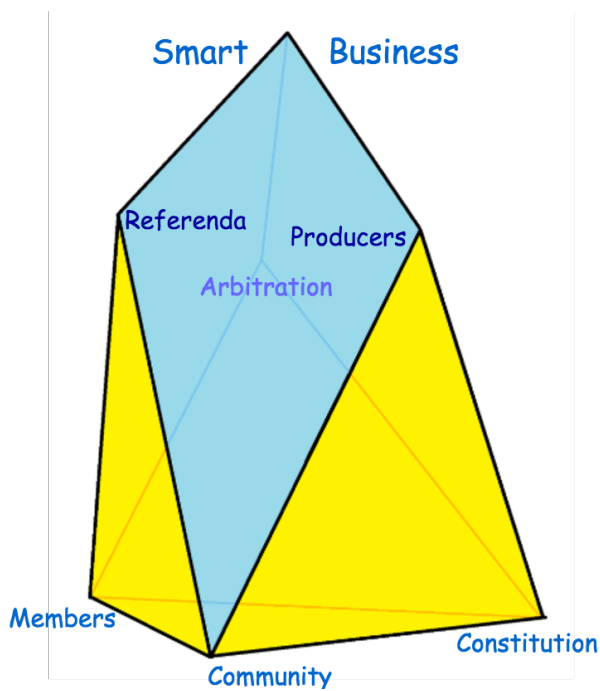 Smart Business
Referenda
Producers
Arbitration
Members
Constitution
Community